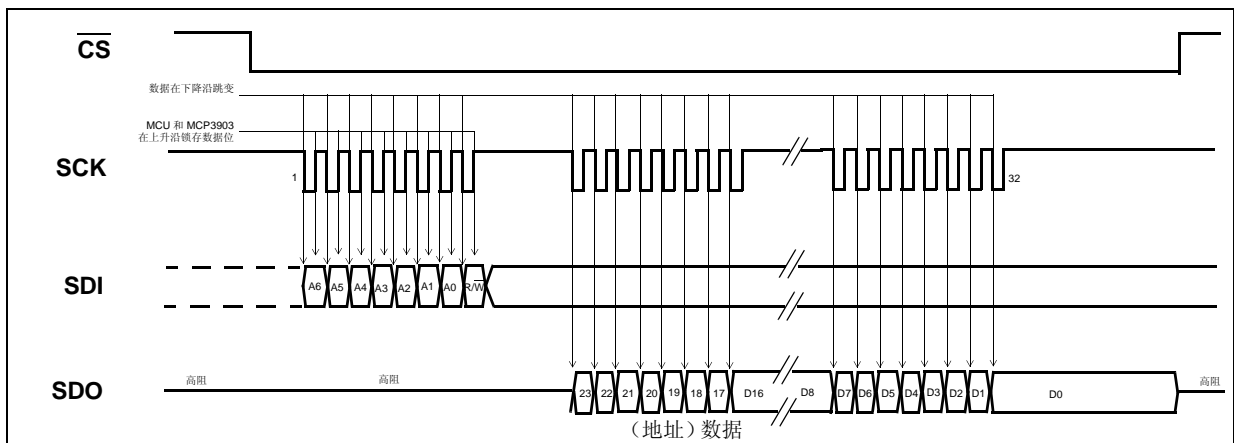 CS
数据在下降沿跳变
MCU 和 MCP3903
在上升沿锁存数据位
SCK
1
32
SDI
A6 A5 A4 A3 A2 A1 A0 R/W
SDO
高阻 高阻 23 22 21 20 19 18 17 D16 D8 D7 D6 D5 D4 D3 D2 D1 D0 高阻
（地址）数据